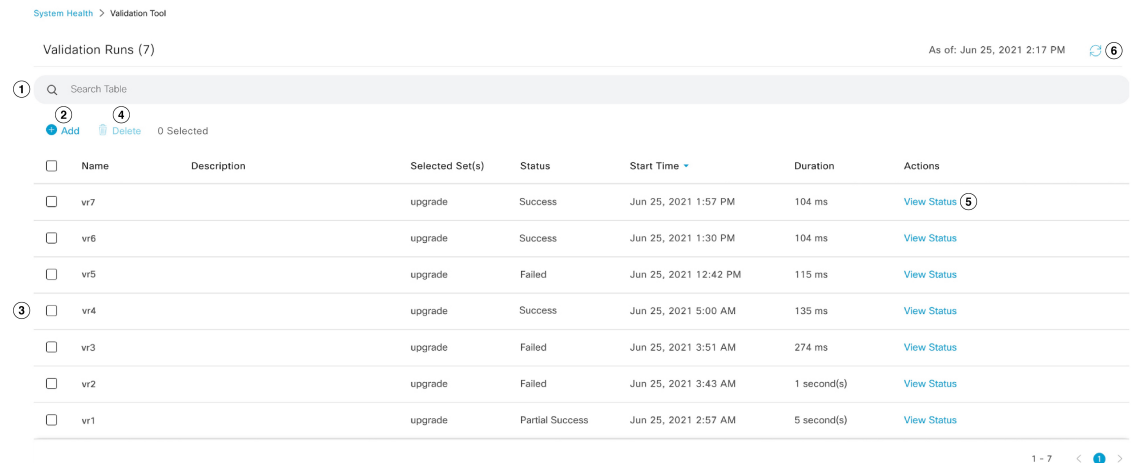 System Health > Validation Tool
Validation Runs (7) As of: Jun 25, 2021 2:17 PM 6
1 Search Table
2 4
Add Delete 0 Selected
Name Description Selected Set(s) Status Start Time Duration Actions
vr7 upgrade Success Jun 25, 2021 1:57 PM 104 ms View Status 5
vr6 upgrade Success Jun 25, 2021 1:30 PM 104 ms View Status
vr5 upgrade Failed Jun 25, 2021 12:42 PM 115 ms View Status
3 vr4 upgrade Success Jun 25, 2021 5:00 AM 135 ms View Status
vr3 upgrade Failed Jun 25, 2021 3:51 AM 274 ms View Status
vr2 upgrade Failed Jun 25, 2021 3:43 AM 1 second(s) View Status
vr1 upgrade Partial Success Jun 25, 2021 2:57 AM 5 second(s) View Status
1 - 7 < 1 >